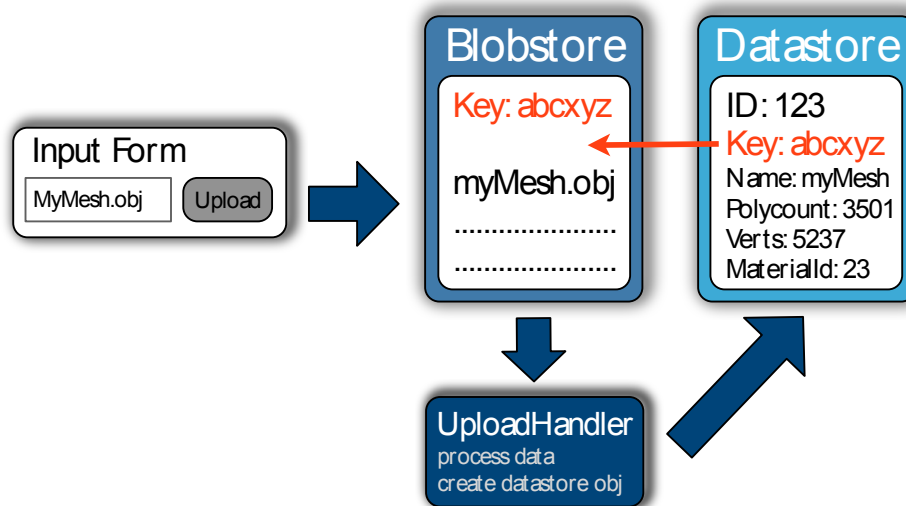 Input Form
MyMesh.obj
Upload
Blobstore
Key: abcxyz
myMesh.obj
......................
......................
Datastore
ID: 123
Key: abcxyz
Name: myMesh
Polycount: 3501
Verts: 5237
MaterialId: 23
UploadHandler
process data
create datastore obj